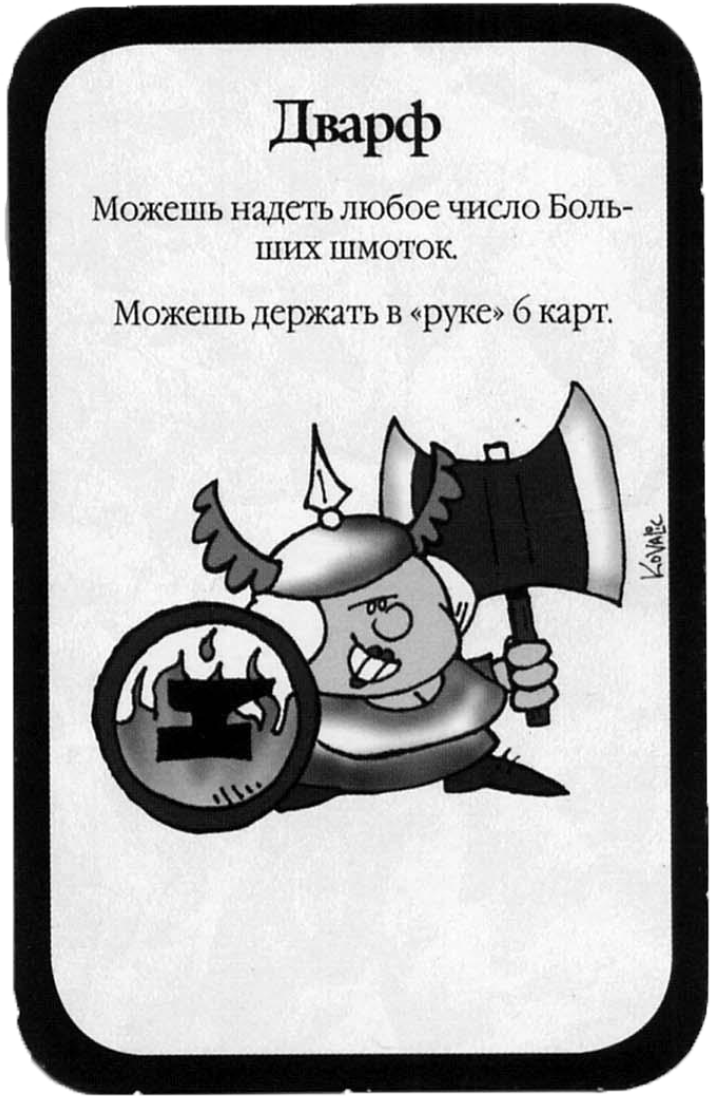 Дварф
Можешь надеть любое число Боль-
ших шмоток.
Можешь держать в «руке» 6 карт.
Kovalic